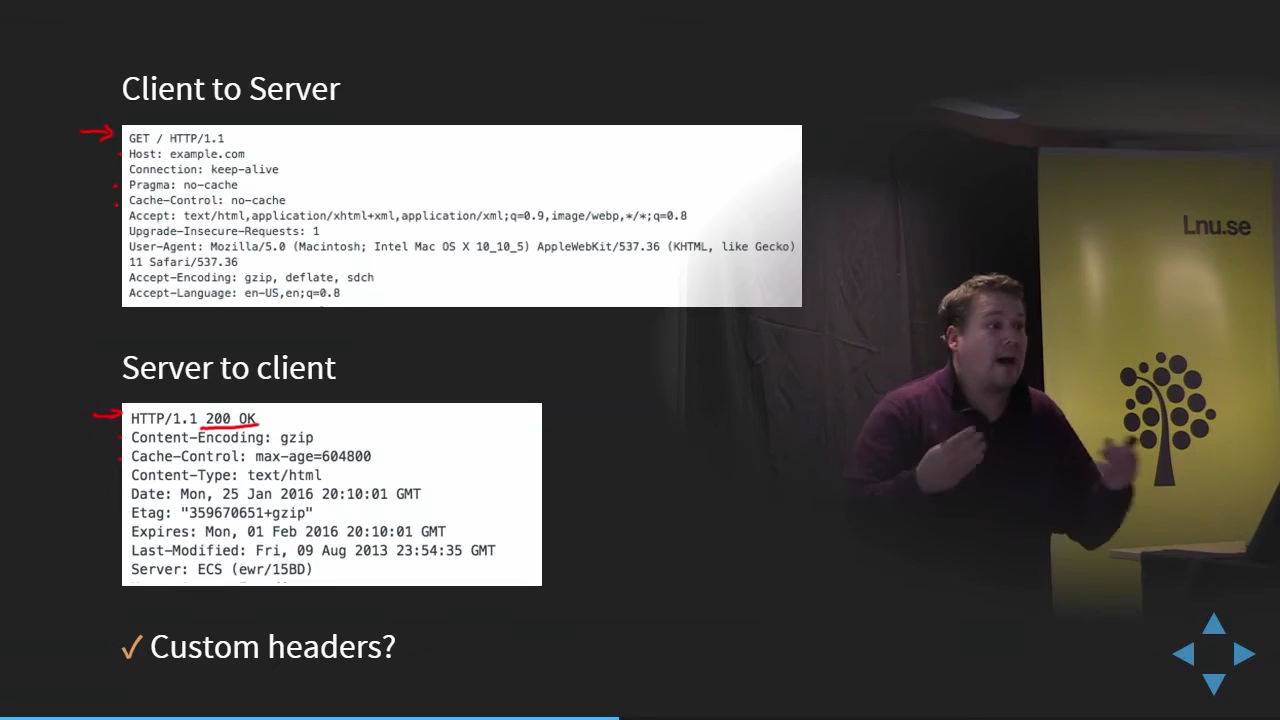 Client to Server
GET / HTTP/1.1
Host: example.com
Connection: keep-alive
Pragma: no-cache
Cache-Control: no-cache
Accept: text/html,application/xhtml+xml,application/xml;q=0.9,image/webp,*/*;q=0.8
Upgrade-Insecure-Requests: 1
User-Agent: Mozilla/5.0 (Macintosh; Intel Mac OS X 10_10_5) AppleWebKit/537.36 (KHTML, like Gecko)
11 Safari/537.36
Accept-Encoding: gzip, deflate, sdch
Accept-Language: en-US,en;q=0.8
Lnu.se
Server to client
HTTP/1.1 200 OK
Content-Encoding: gzip
Cache-Control: max-age=604800
Content-Type: text/html
Date: Mon, 25 Jan 2016 20:10:01 GMT
Etag: "359670651+gzip"
Expires: Mon, 01 Feb 2016 20:10:01 GMT
Last-Modified: Fri, 09 Aug 2013 23:54:35 GMT
Server: ECS (ewr/15BD)
✓ Custom headers?